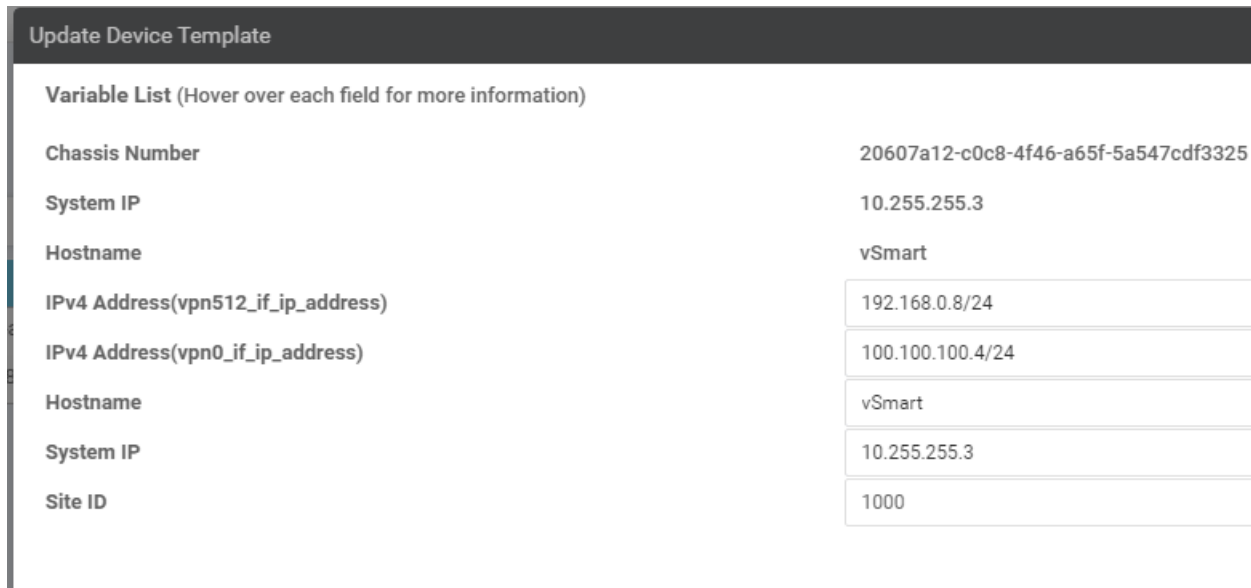 Update Device Template
Variable List (Hover over each field for more information)
Chassis Number 20607a12-c0c8-4f46-a65f-5a547cdf3325
System IP 10.255.255.3
Hostname vSmart
IPv4 Address(vpn512_if_ip_address) 192.168.0.8/24
IPv4 Address(vpn0_if_ip_address) 100.100.100.4/24
Hostname vSmart
System IP 10.255.255.3
Site ID 1000